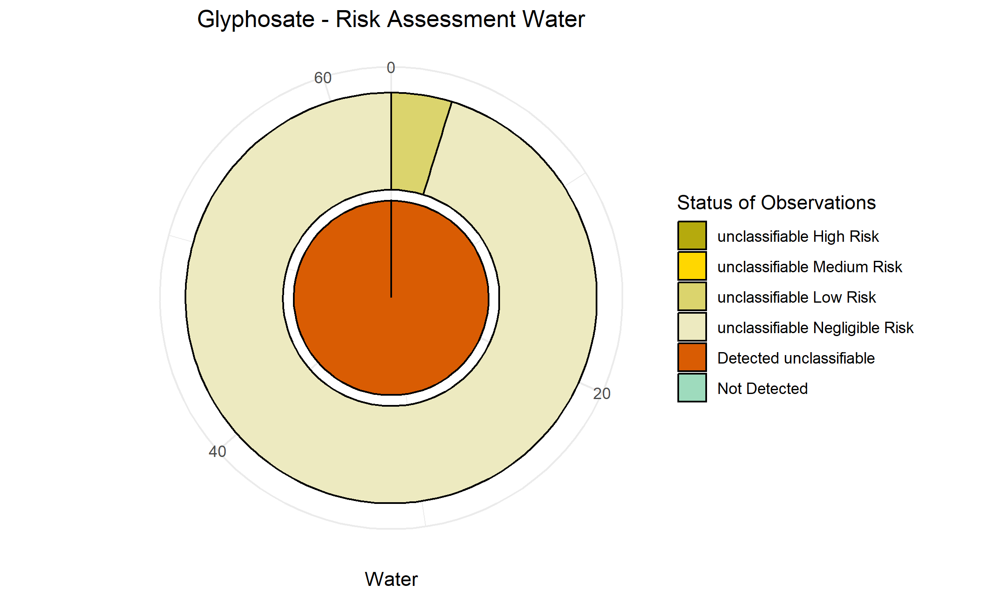 Glyphosate - Risk Assessment Water
0
60
20
40
Water
Status of Observations
unclassifiable High Risk
unclassifiable Medium Risk
unclassifiable Low Risk
unclassifiable Negligible Risk
Detected unclassifiable
Not Detected